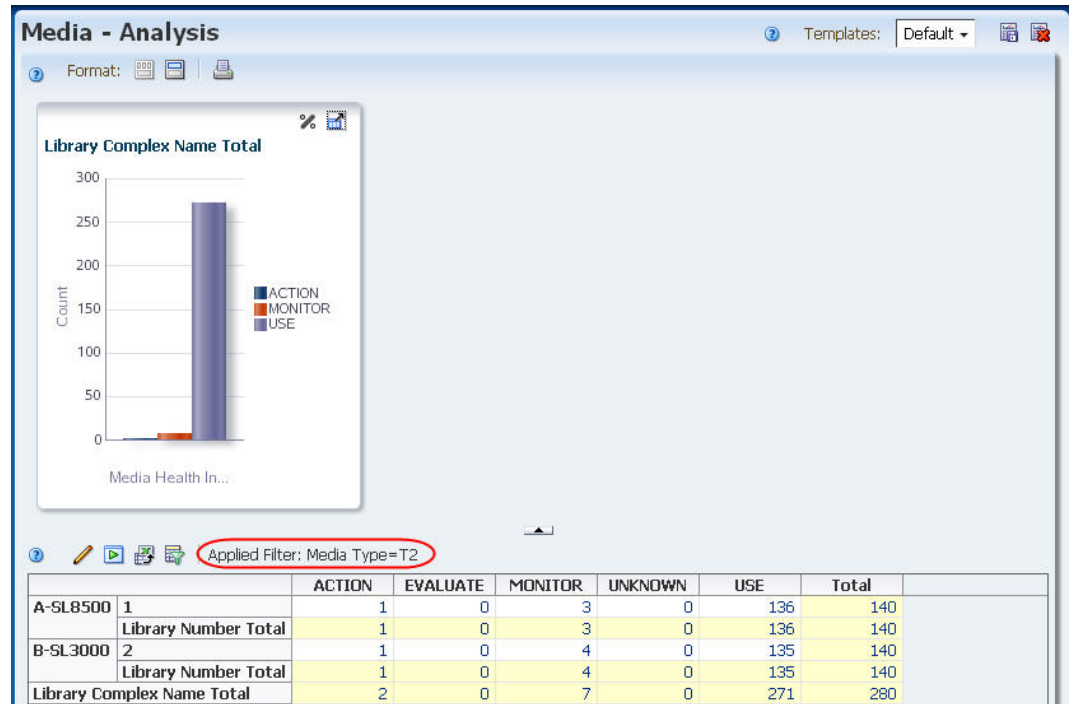 Media - Analysis
Templates: Default
Format:
Library Complex Name Total
300
250
200
150
100
50
0
Count
ACTION
MONITOR
USE
Media Health In...
Applied Filter: Media Type=T2
ACTION EVALUATE MONITOR UNKNOWN USE Total
A-SL8500 1 1 0 3 0 136 140
Library Number Total 1 0 3 0 136 140
B-SL3000 2 1 0 4 0 135 140
Library Number Total 1 0 4 0 135 140
Library Complex Name Total 2 0 7 0 271 280